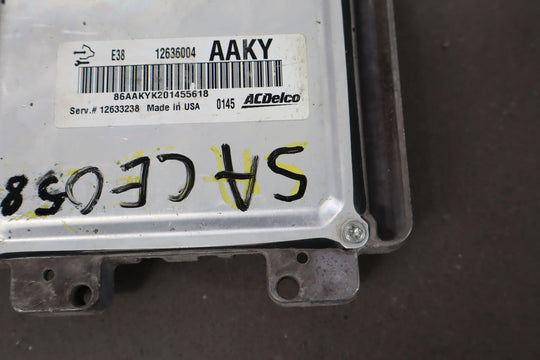 E38 12636004 AAKY
86AAKYK201455618
Serv.# 12633238 Made in USA 0145 ACDelco
SACE058